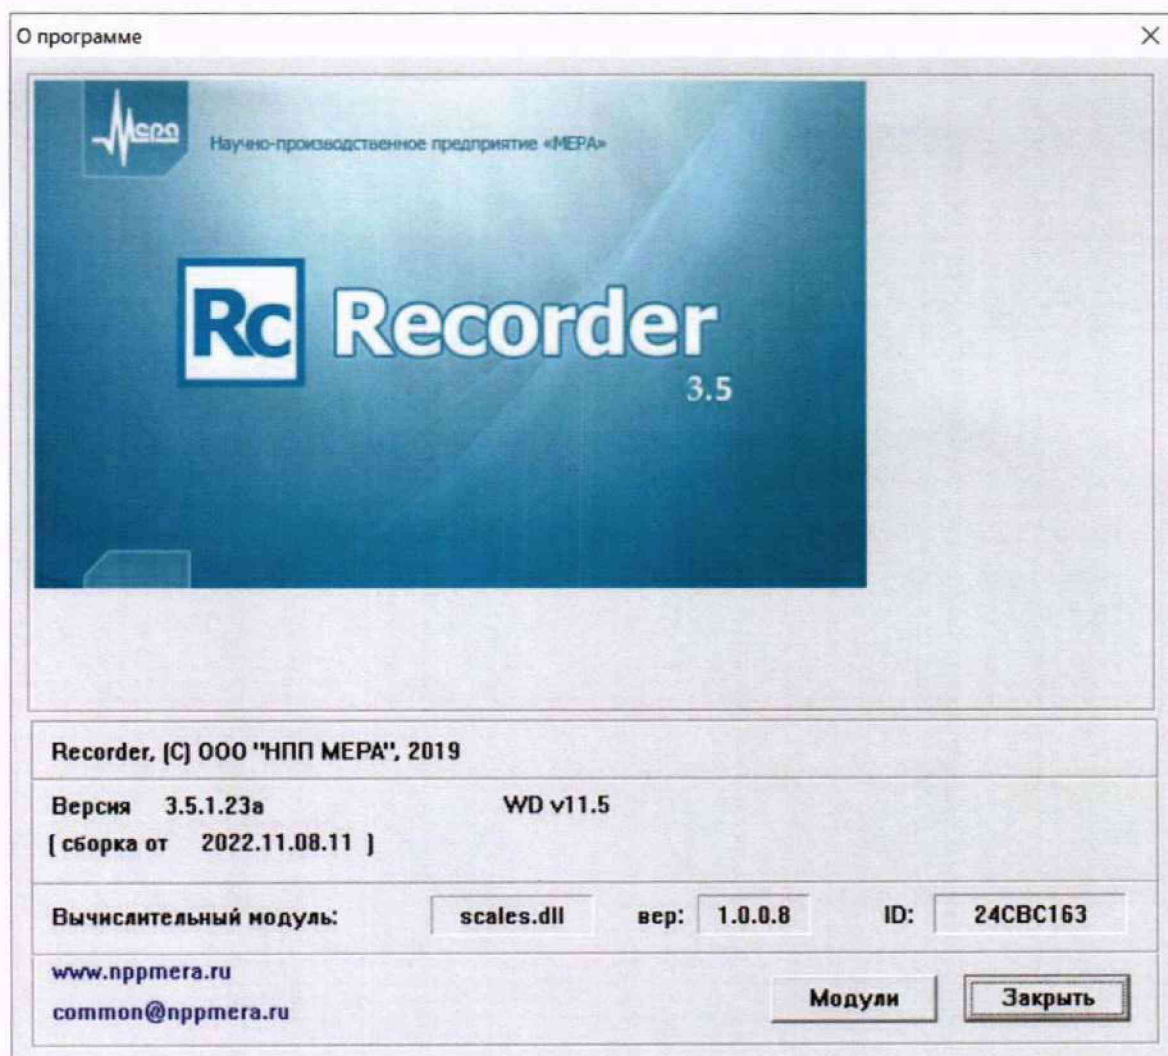 О программе
Мера
Научно-производственное предприятие «МЕРА»
Rc Recorder
3.5
Recorder, (C) ООО "НПП МЕРА", 2019
Версия 3.5.1.23a WD v11.5
[ сборка от 2022.11.08.11 ]
Вычислительный модуль: scales.dll вер: 1.0.0.8 ID: 24CBC163
www.nppmera.ru
common@nppmera.ru
Модули Закрыть